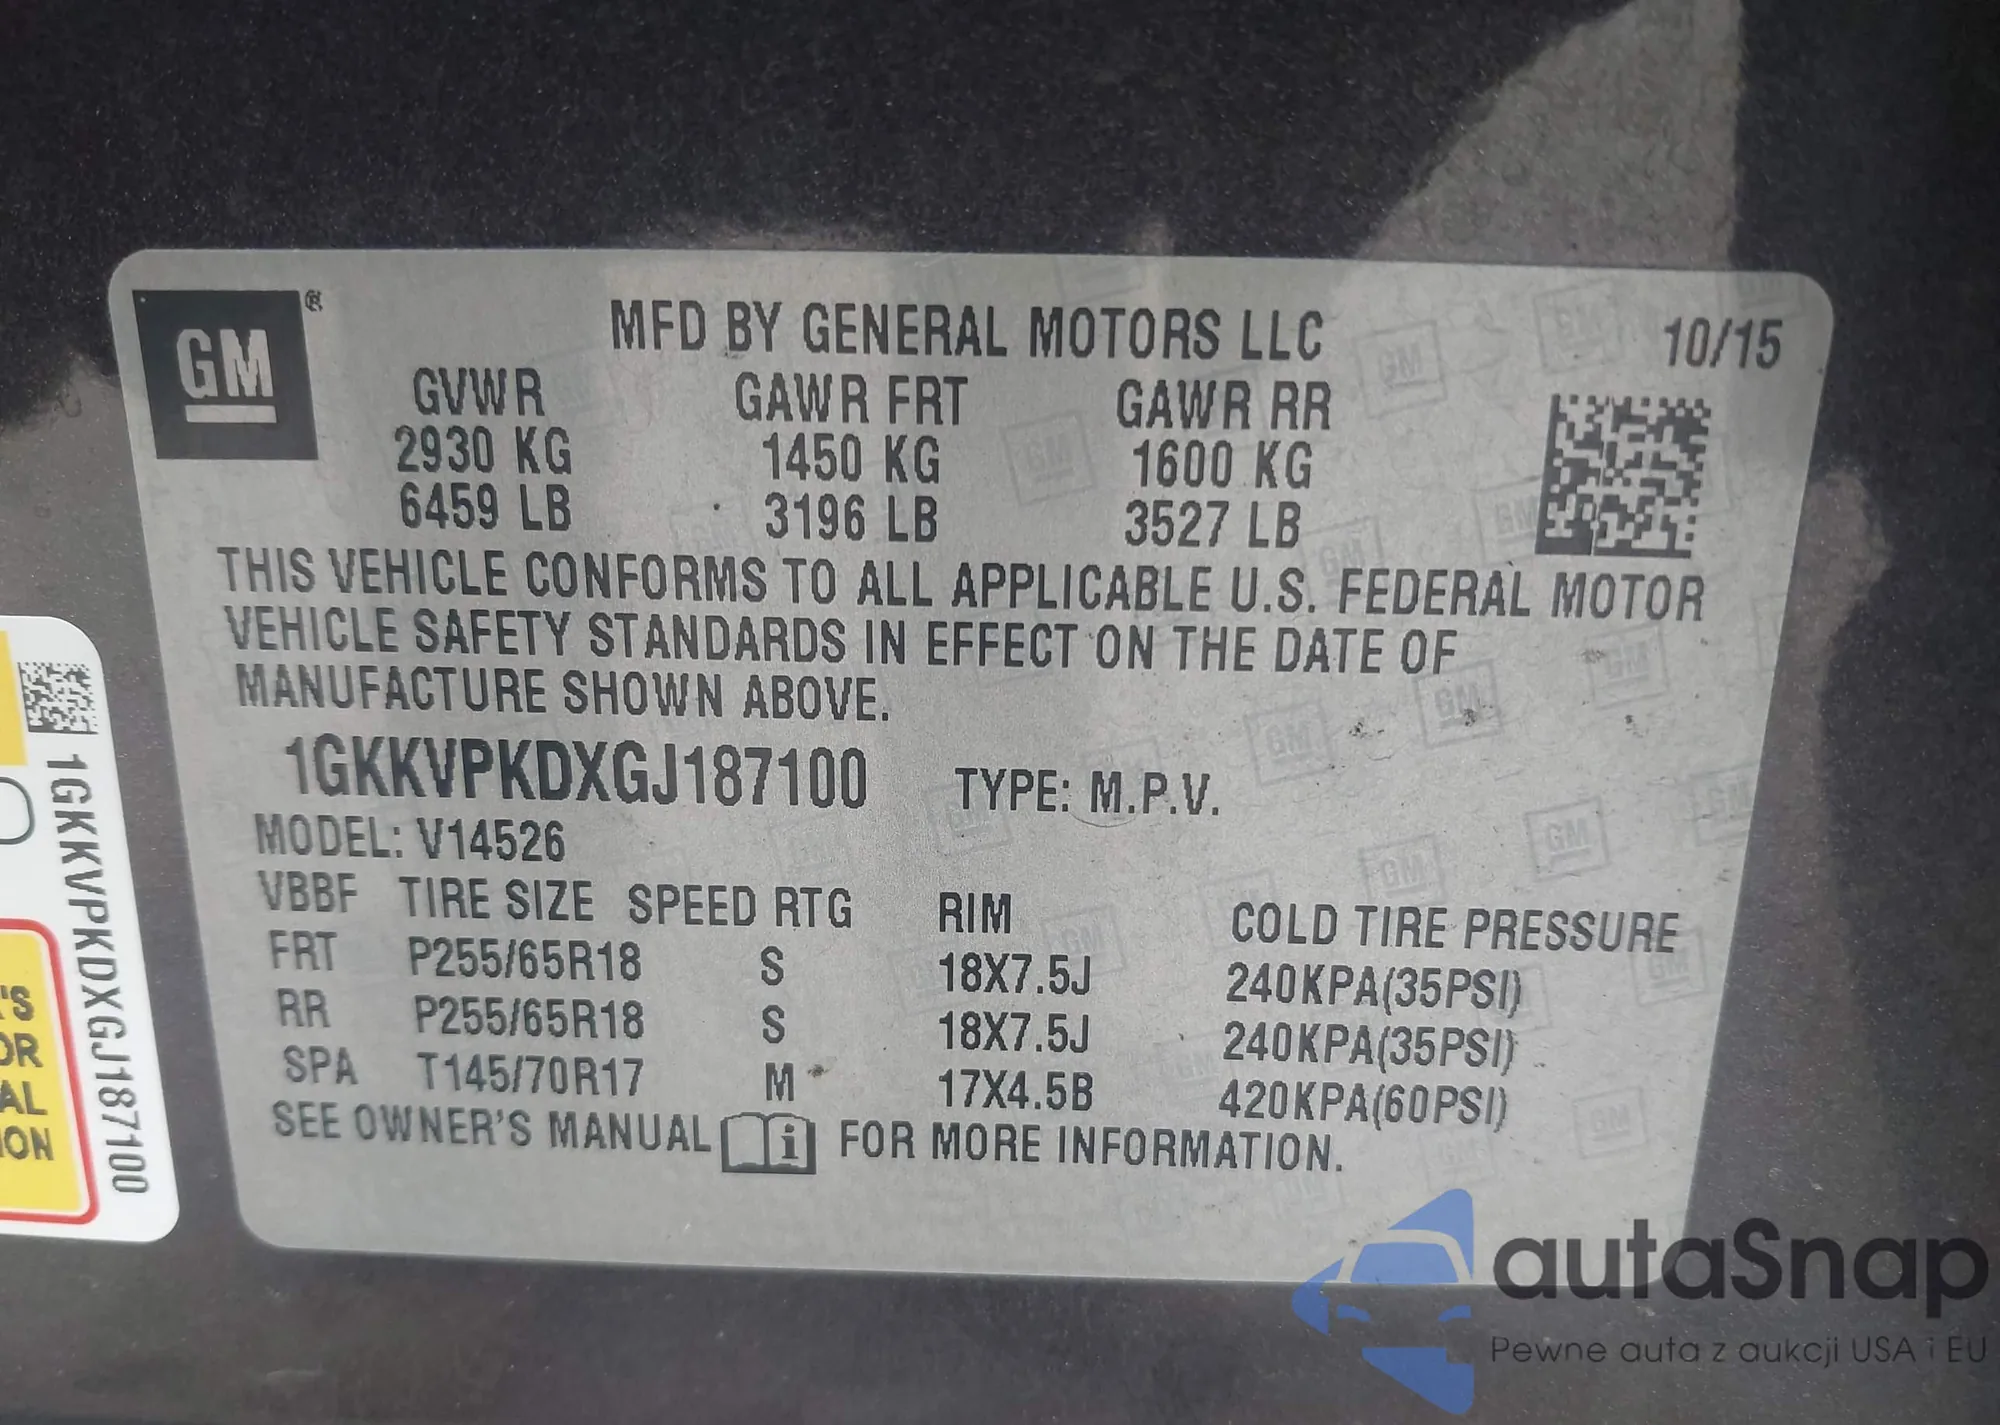 GM ®
MFD BY GENERAL MOTORS LLC
10/15
GVWR GAWR FRT GAWR RR
2930 KG 1450 KG 1600 KG
6459 LB 3196 LB 3527 LB
THIS VEHICLE CONFORMS TO ALL APPLICABLE U.S. FEDERAL MOTOR
VEHICLE SAFETY STANDARDS IN EFFECT ON THE DATE OF
MANUFACTURE SHOWN ABOVE.
1GKKVPKDXGJ187100 TYPE: M.P.V.
MODEL: V14526
VBBF TIRE SIZE SPEED RTG RIM COLD TIRE PRESSURE
FRT P255/65R18 S 18X7.5J 240KPA(35PSI)
RR P255/65R18 S 18X7.5J 240KPA(35PSI)
SPA T145/70R17 M 17X4.5B 420KPA(60PSI)
SEE OWNER'S MANUAL i FOR MORE INFORMATION.
1GKKVPKDXGJ187100
'S
OR
AL
ION
autaSnap
Pewne auta z aukcji USA i EU